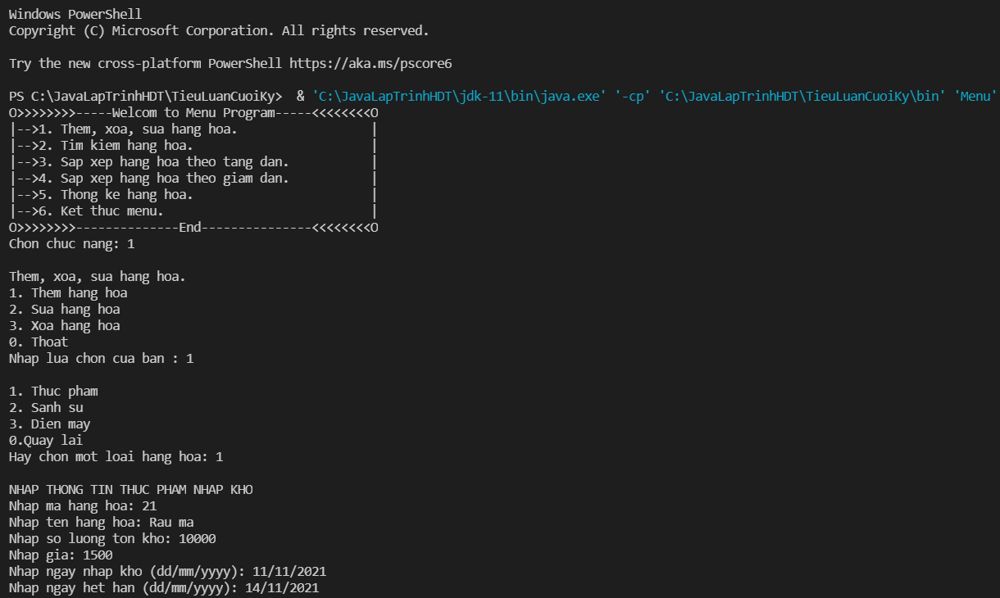 Windows PowerShell
Copyright (C) Microsoft Corporation. All rights reserved.
Try the new cross-platform PowerShell https://aka.ms/pscore6
PS C:\JavaLapTrinhHDT\TieuLuanCuoiKy>  & 'C:\JavaLapTrinhHDT\jdk-11\bin\java.exe' '-cp' 'C:\JavaLapTrinhHDT\TieuLuanCuoiKy\bin' 'Menu'
O>>>>>>>>-----Welcom to Menu Program-----<<<<<<<<O
|-->1. Them, xoa, sua hang hoa.                  |
|-->2. Tim kiem hang hoa.                        |
|-->3. Sap xep hang hoa theo tang dan.           |
|-->4. Sap xep hang hoa theo giam dan.           |
|-->5. Thong ke hang hoa.                        |
|-->6. Ket thuc menu.                            |
O>>>>>>>>--------------End---------------<<<<<<<<O
Chon chuc nang: 1
Them, xoa, sua hang hoa.
1. Them hang hoa
2. Sua hang hoa
3. Xoa hang hoa
0. Thoat
Nhap lua chon cua ban : 1
1. Thuc pham
2. Sanh su
3. Dien may
0.Quay lai
Hay chon mot loai hang hoa: 1
NHAP THONG TIN THUC PHAM NHAP KHO
Nhap ma hang hoa: 21
Nhap ten hang hoa: Rau ma
Nhap so luong ton kho: 10000
Nhap gia: 1500
Nhap ngay nhap kho (dd/mm/yyyy): 11/11/2021
Nhap ngay het han (dd/mm/yyyy): 14/11/2021